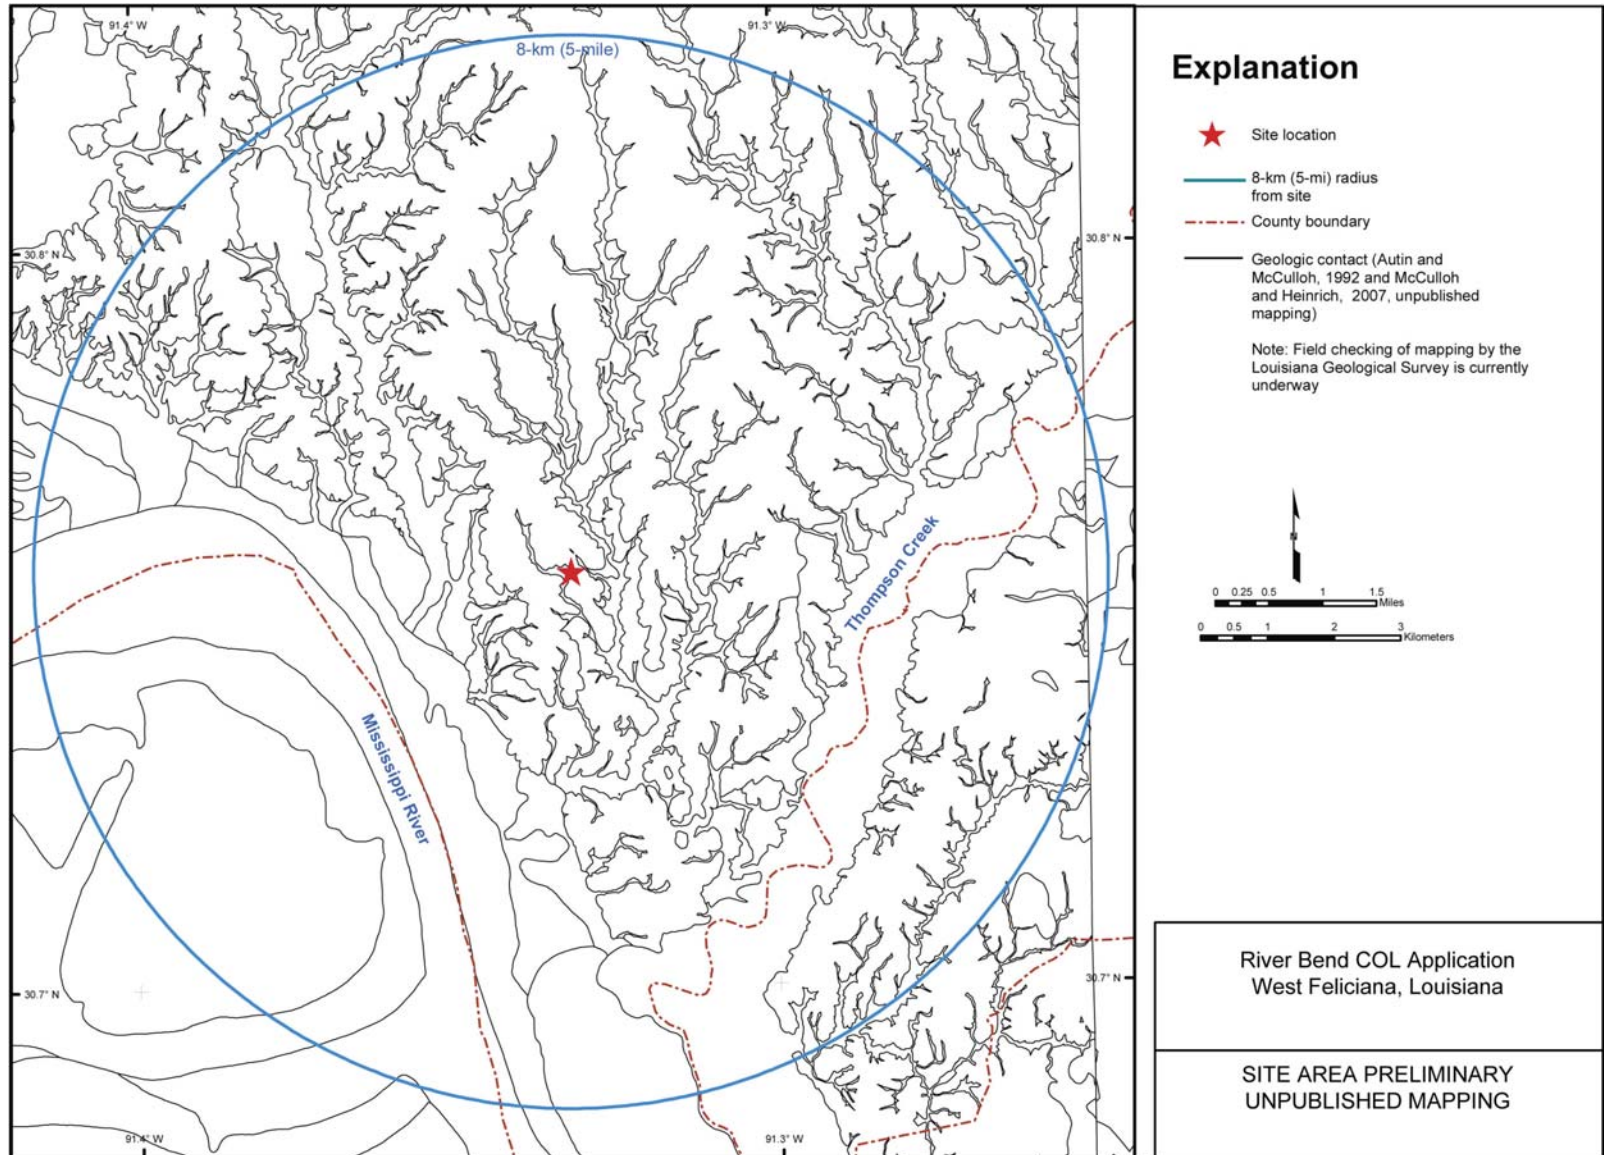 91.4° W
91.3° W
8-km (5-mile)
30.8° N
30.8° N
Thompson Creek
Mississippi River
30.7° N
30.7° N
91.4° W
91.3° W
Explanation
Site location
8-km (5-mi) radius
from site
County boundary
Geologic contact (Autin and
McCulloh, 1992 and McCulloh
and Heinrich, 2007, unpublished
mapping)
Note: Field checking of mapping by the
Louisiana Geological Survey is currently
underway
N
0 0.25 0.5 1 1.5
Miles
0 0.5 1 2 3
Kilometers
River Bend COL Application
West Feliciana, Louisiana
SITE AREA PRELIMINARY
UNPUBLISHED MAPPING